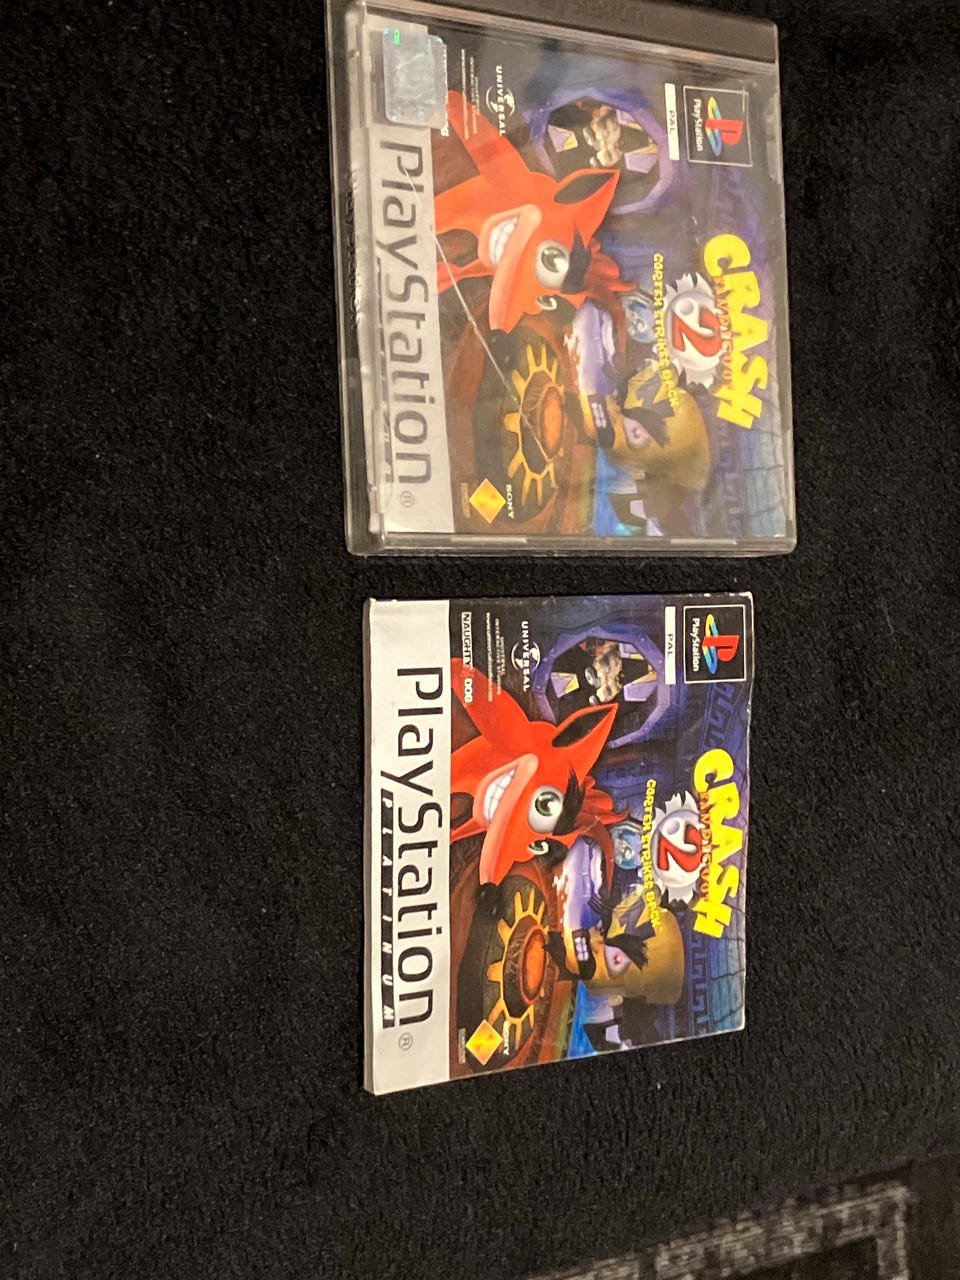 PlayStation
PAL
CRASH
BANDICOOT
2
CORTEX STRIKES BACK
UNIVERSAL
SONY
PlayStation®
PlayStation
PAL
CRASH
BANDICOOT
2
CORTEX STRIKES BACK
UNIVERSAL
NAUGHTY DOG
SONY
PlayStation®
PLATINUM